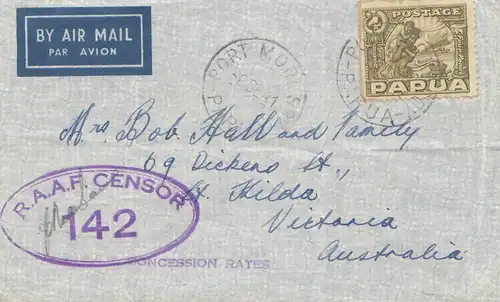 BY AIR MAIL
PAR AVION
PORT MOR
POSTAGE
PAPUA
Mrs Bob Hall and Family
69 Dickens St,,
St. Kilda
Victoria
Australia
R.A.A.F. CENSOR
142
CONCESSION RATES